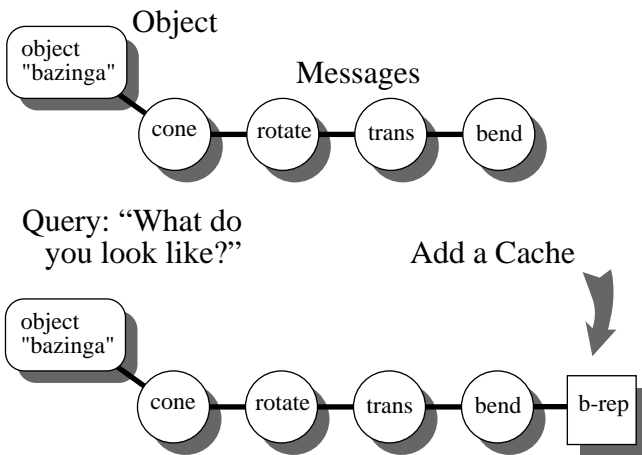 Object
object
"bazinga"
Messages
cone
rotate
trans
bend
Query: “What do
you look like?”
Add a Cache
object
"bazinga"
cone
rotate
trans
bend
b-rep